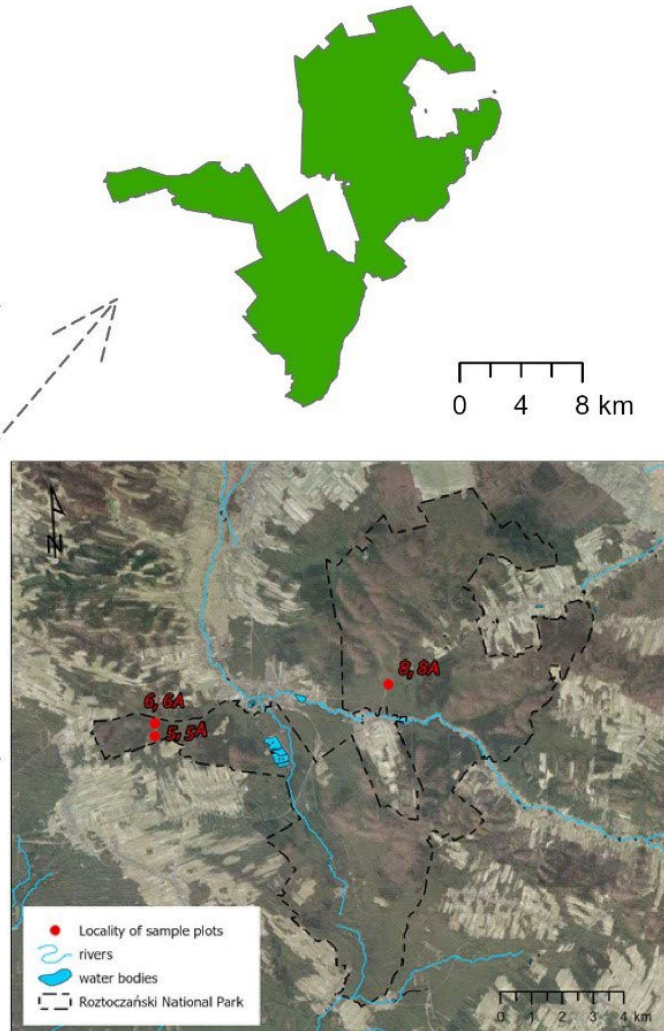 0 4 8 km
N
8, 8A
6, 6A
5, 5A
Locality of sample plots
rivers
water bodies
Roztoczański National Park
0 1 2 3 4 km